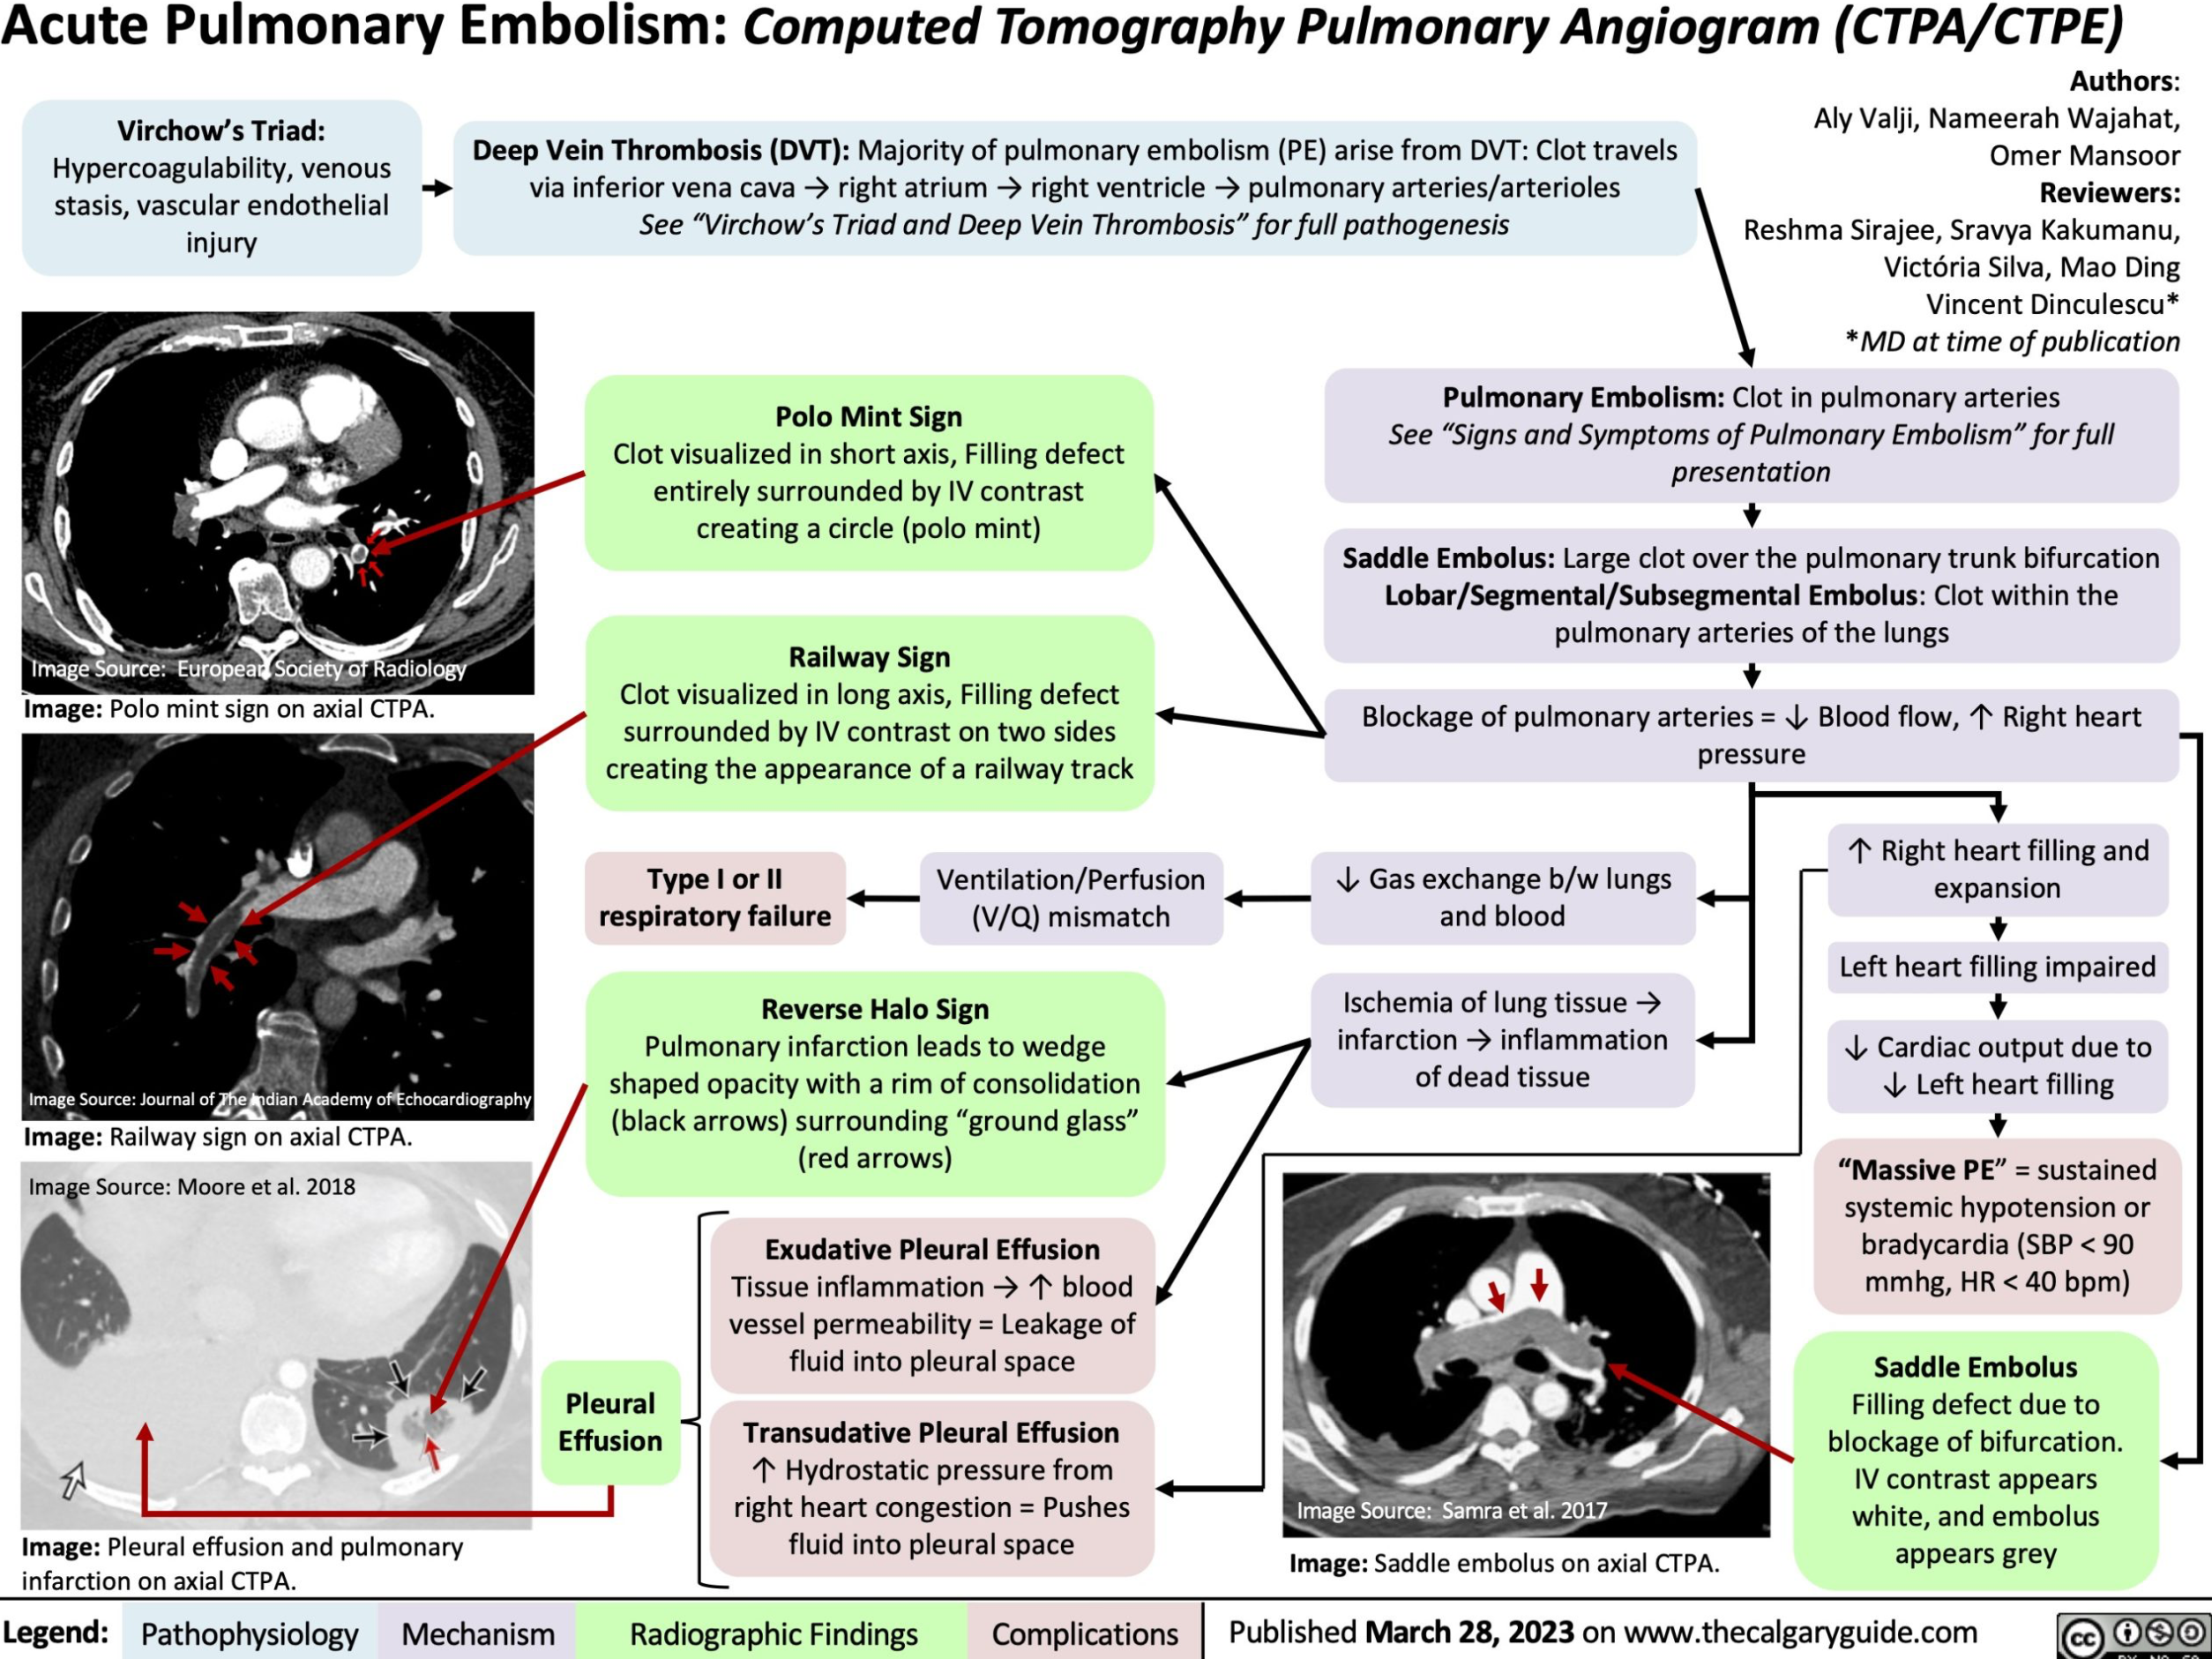 Acute Pulmonary Embolism: Computed Tomography Pulmonary Angiogram (CTPA/CTPE)
Authors:
Aly Valji, Nameerah Wajahat,
Omer Mansoor
Reviewers:
Reshma Sirajee, Sravya Kakumanu,
Victória Silva, Mao Ding
Vincent Dinculescu*
*MD at time of publication
Virchow's Triad:
Hypercoagulability, venous
stasis, vascular endothelial
injury
Deep Vein Thrombosis (DVT): Majority of pulmonary embolism (PE) arise from DVT: Clot travels
via inferior vena cava → right atrium → right ventricle → pulmonary arteries/arterioles
See “Virchow's Triad and Deep Vein Thrombosis” for full pathogenesis
Pulmonary Embolism: Clot in pulmonary arteries
See “Signs and Symptoms of Pulmonary Embolism” for full
presentation
Saddle Embolus: Large clot over the pulmonary trunk bifurcation
Lobar/Segmental/Subsegmental Embolus: Clot within the
pulmonary arteries of the lungs
Blockage of pulmonary arteries = ↓ Blood flow, ↑ Right heart
pressure
Polo Mint Sign
Clot visualized in short axis, Filling defect
entirely surrounded by IV contrast
creating a circle (polo mint)
Image Source: European Society of Radiology
Image: Polo mint sign on axial CTPA.
Railway Sign
Clot visualized in long axis, Filling defect
surrounded by IV contrast on two sides
creating the appearance of a railway track
Image Source: Journal of The Indian Academy of Echocardiography
Image: Railway sign on axial CTPA.
Type I or II
respiratory failure
Ventilation/Perfusion
(V/Q) mismatch
↓ Gas exchange b/w lungs
and blood
↑ Right heart filling and
expansion
Left heart filling impaired
↓ Cardiac output due to
↓ Left heart filling
“Massive PE” = sustained
systemic hypotension or
bradycardia (SBP < 90
mmhg, HR < 40 bpm)
Reverse Halo Sign
Pulmonary infarction leads to wedge
shaped opacity with a rim of consolidation
(black arrows) surrounding “ground glass”
(red arrows)
Ischemia of lung tissue →
infarction → inflammation
of dead tissue
Image Source: Moore et al. 2018
Image: Pleural effusion and pulmonary
infarction on axial CTPA.
Pleural
Effusion
Exudative Pleural Effusion
Tissue inflammation → ↑ blood
vessel permeability = Leakage of
fluid into pleural space
Transudative Pleural Effusion
↑ Hydrostatic pressure from
right heart congestion = Pushes
fluid into pleural space
Image Source: Samra et al. 2017
Image: Saddle embolus on axial CTPA.
Saddle Embolus
Filling defect due to
blockage of bifurcation.
IV contrast appears
white, and embolus
appears grey
Legend:
Pathophysiology
Mechanism
Radiographic Findings
Complications
Published March 28, 2023 on www.thecalgaryguide.com
cc